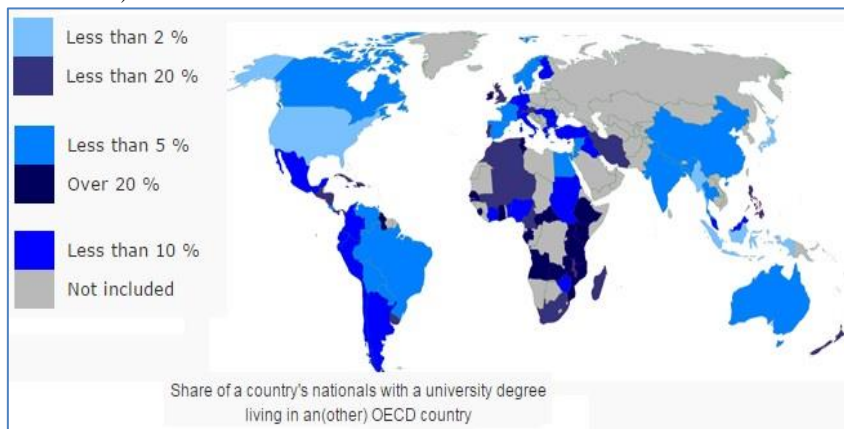 Less than 2 %
Less than 20 %
Less than 5 %
Over 20 %
Less than 10 %
Not included
Share of a country's nationals with a university degree
living in an(other) OECD country